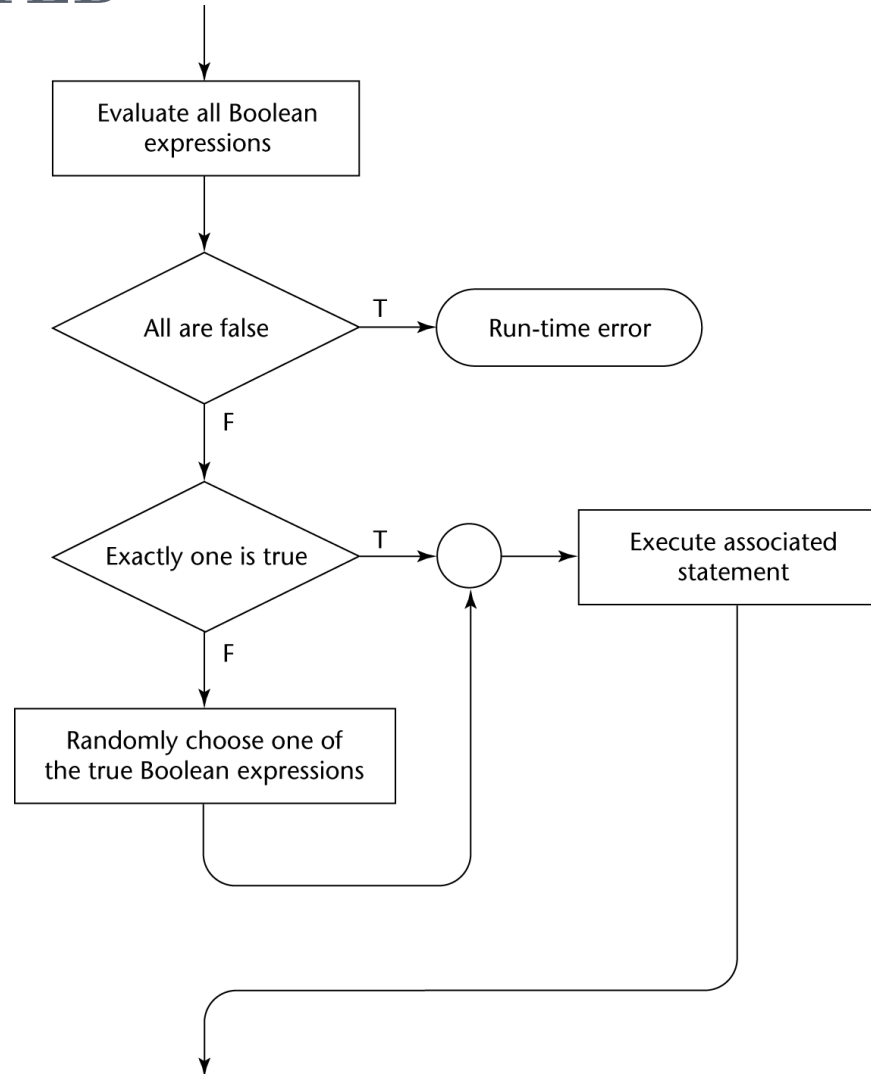 Evaluate all Boolean
expressions
All are false
T
Run-time error
F
Exactly one is true
T
Execute associated
statement
F
Randomly choose one of
the true Boolean expressions